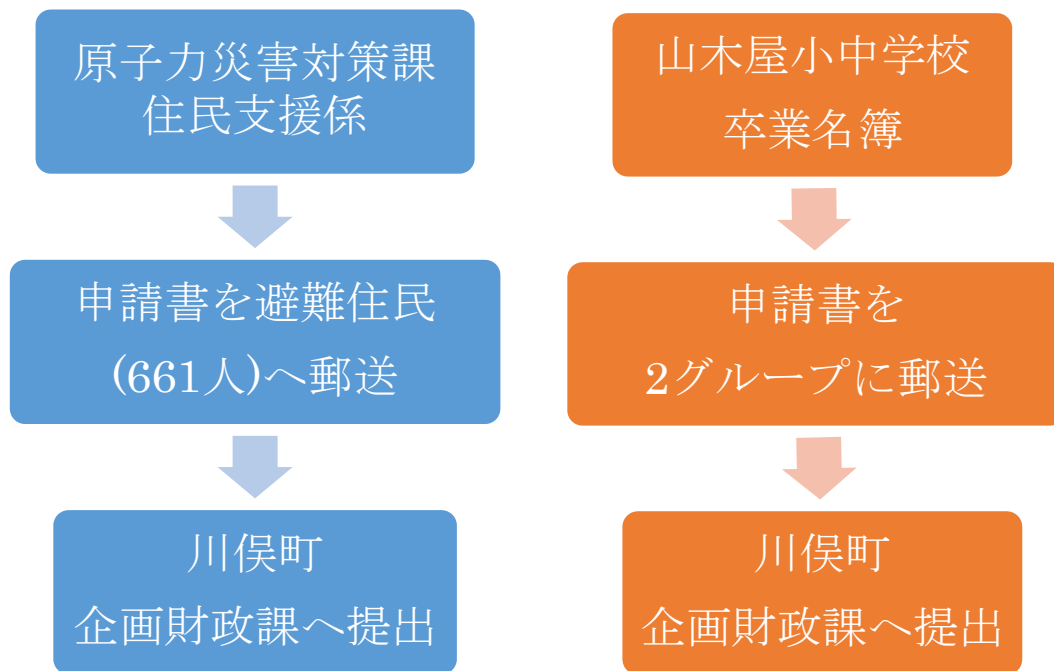 原子力災害対策課
住民支援係
申請書を避難住民
(661人)へ郵送
川俣町
企画財政課へ提出
山木屋小中学校
卒業名簿
申請書を
2グループに郵送
川俣町
企画財政課へ提出